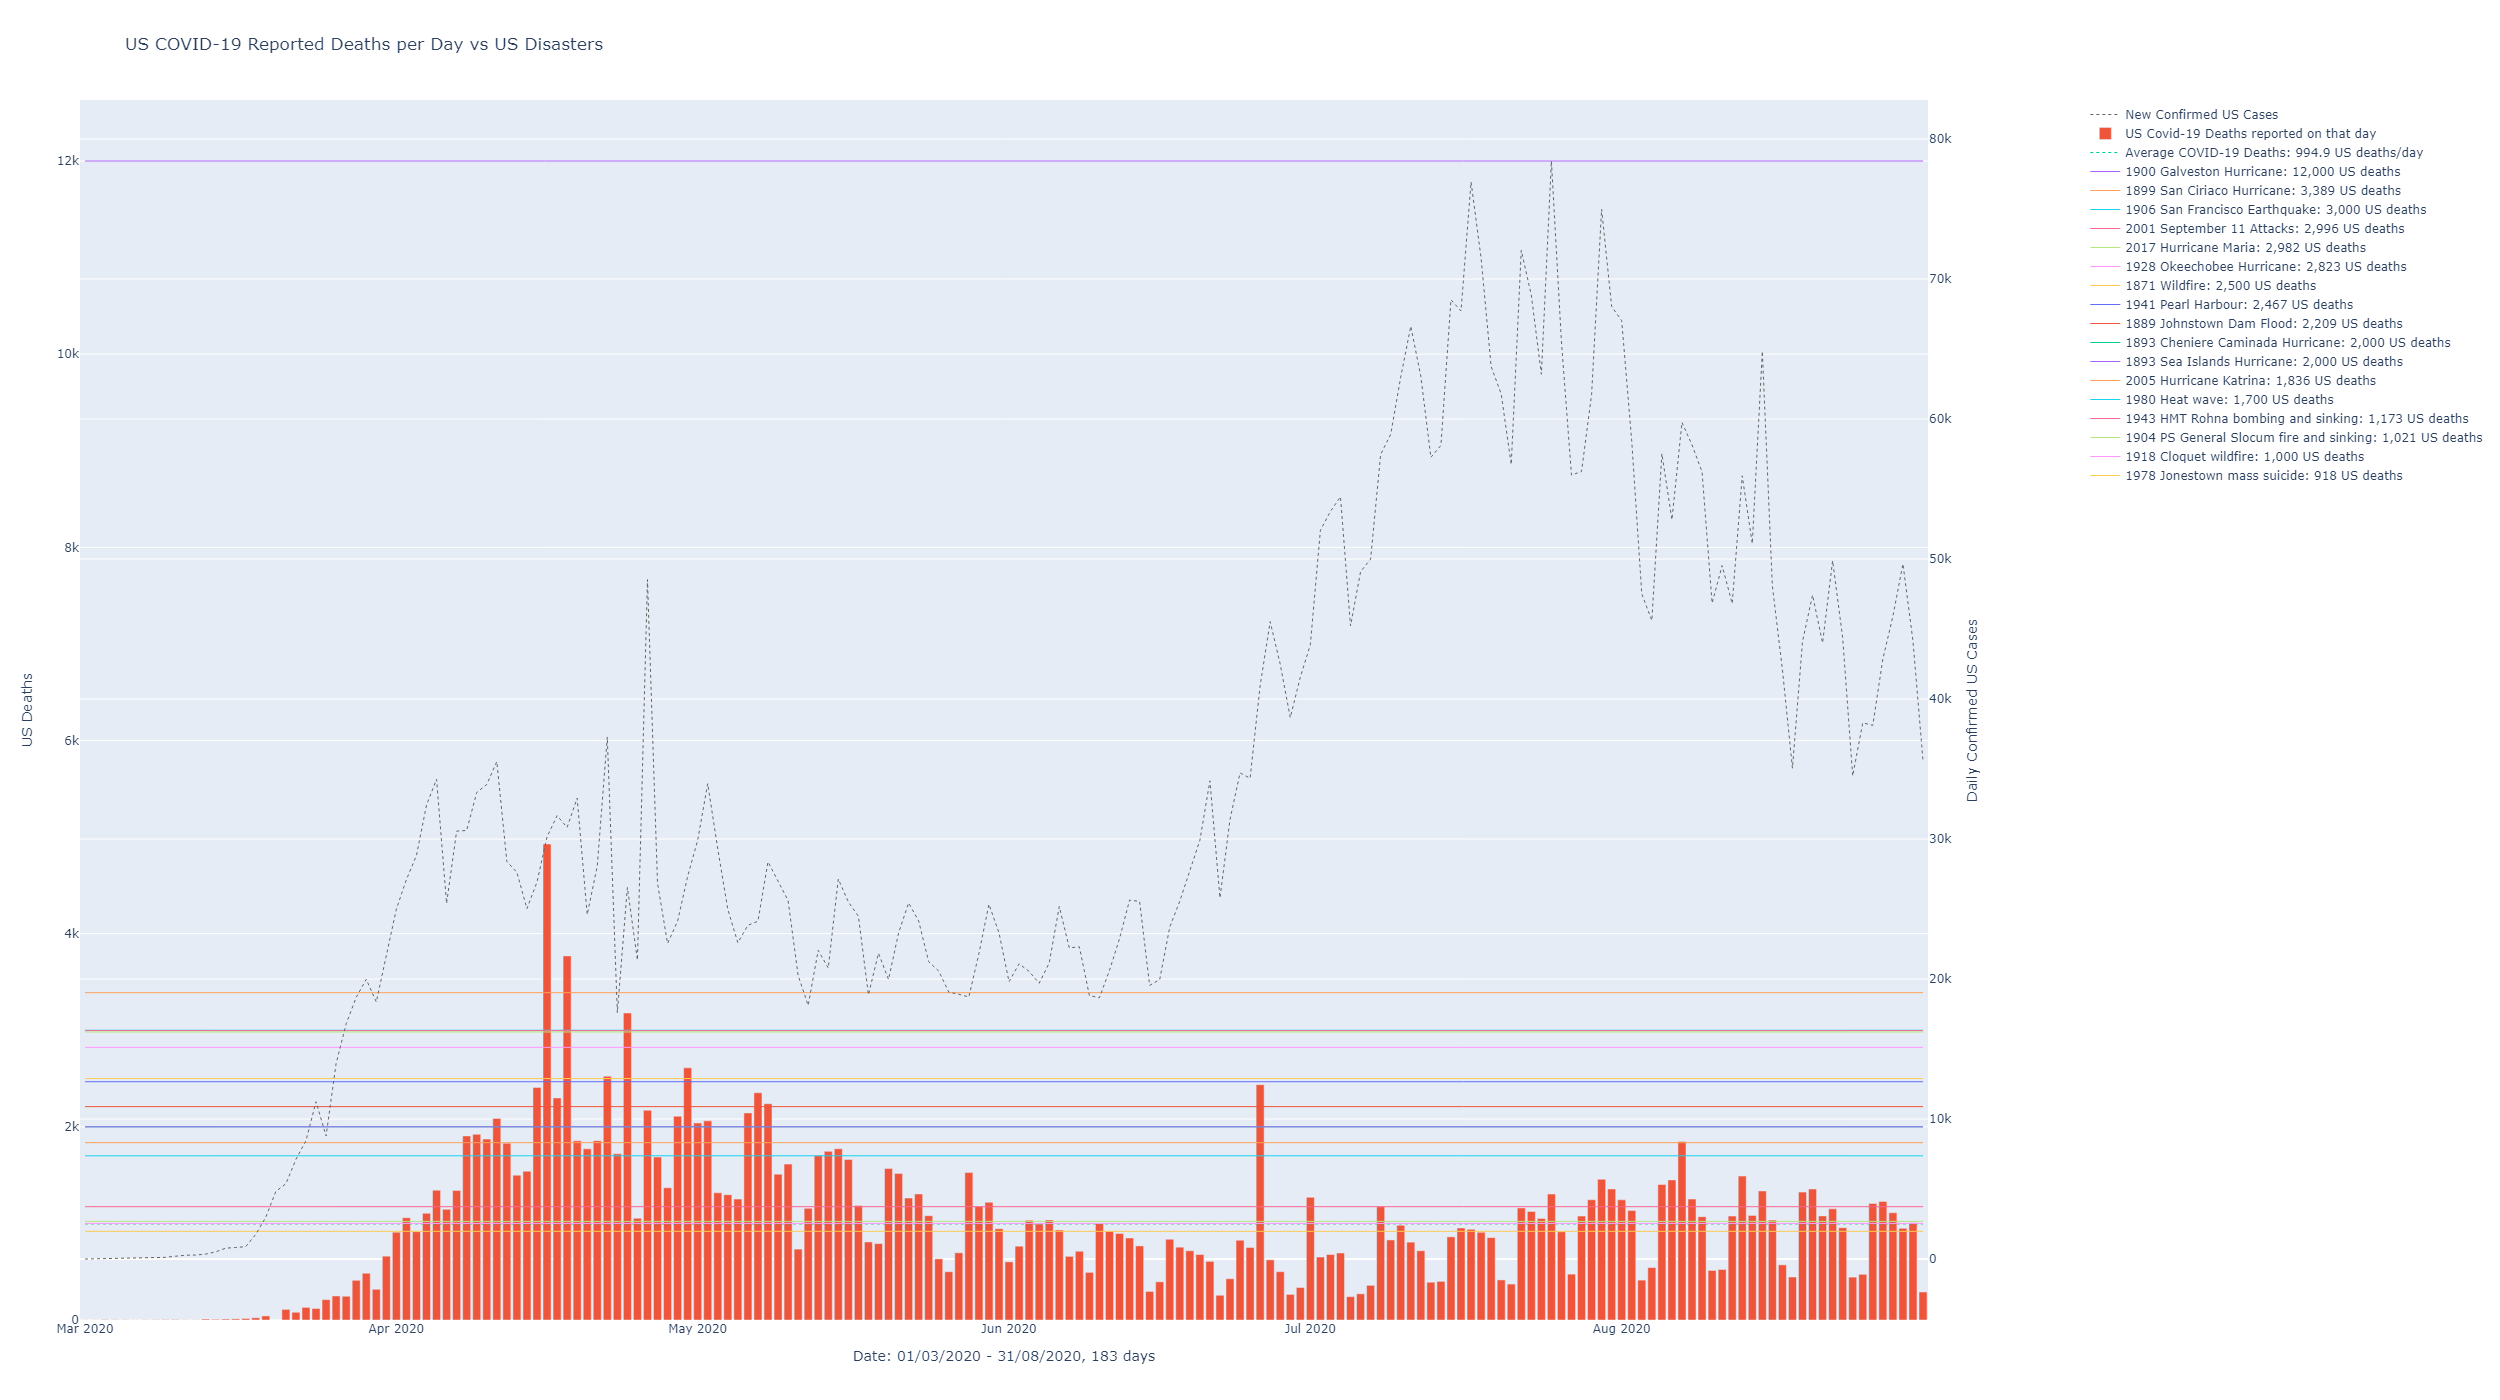 US COVID-19 Reported Deaths per Day vs US Disasters
12k
10k
8k
6k
4k
2k
0
US Deaths
80k
70k
60k
50k
40k
30k
20k
10k
0
Daily Confirmed US Cases
Mar 2020
Apr 2020
May 2020
Jun 2020
Jul 2020
Aug 2020
Date: 01/03/2020 - 31/08/2020, 183 days
New Confirmed US Cases
US Covid-19 Deaths reported on that day
Average COVID-19 Deaths: 994.9 US deaths/day
1900 Galveston Hurricane: 12,000 US deaths
1899 San Ciriaco Hurricane: 3,389 US deaths
1906 San Francisco Earthquake: 3,000 US deaths
2001 September 11 Attacks: 2,996 US deaths
2017 Hurricane Maria: 2,982 US deaths
1928 Okeechobee Hurricane: 2,823 US deaths
1871 Wildfire: 2,500 US deaths
1941 Pearl Harbour: 2,467 US deaths
1889 Johnstown Dam Flood: 2,209 US deaths
1893 Cheniere Caminada Hurricane: 2,000 US deaths
1893 Sea Islands Hurricane: 2,000 US deaths
2005 Hurricane Katrina: 1,836 US deaths
1980 Heat wave: 1,700 US deaths
1943 HMT Rohna bombing and sinking: 1,173 US deaths
1904 PS General Slocum fire and sinking: 1,021 US deaths
1918 Cloquet wildfire: 1,000 US deaths
1978 Jonestown mass suicide: 918 US deaths